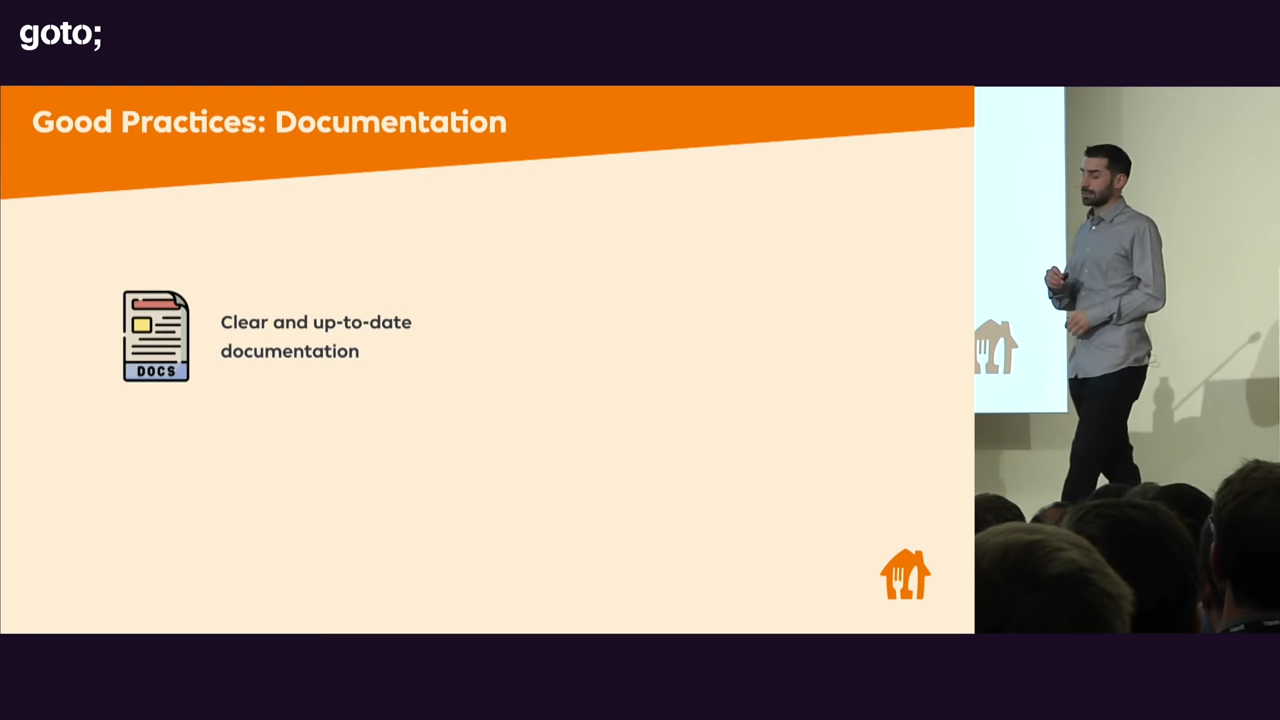 goto;
Good Practices: Documentation
Clear and up-to-date
documentation
DOCS